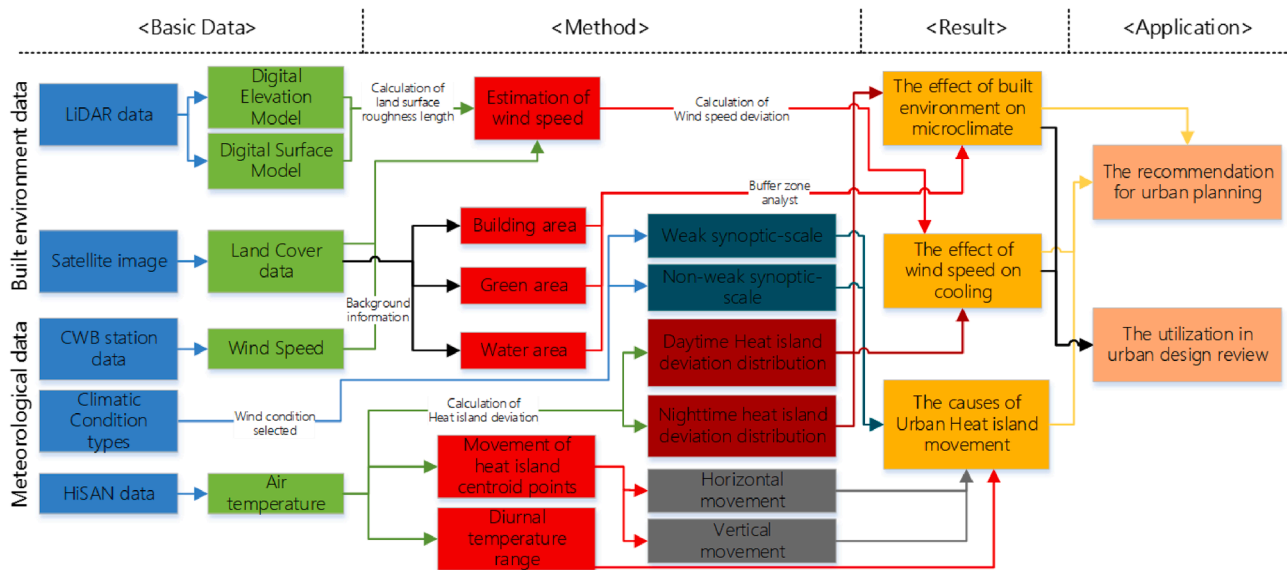 <Basic Data>
<Method>
<Result>
<Application>
Built environment data
Meteorological data
LiDAR data
Digital
Elevation
Model
Digital Surface
Model
Calculation of
land surface
roughness length
Estimation of
wind speed
Calculation of
Wind speed deviation
The effect of built
environment on
microclimate
The recommendation
for urban planning
Satellite image
Land Cover
data
Background
information
Building area
Green area
Water area
Buffer zone
analyst
Weak synoptic-scale
Non-weak synoptic-
scale
The effect of
wind speed on
cooling
The utilization in
urban design review
CWB station
data
Wind Speed
Climatic
Condition
types
Wind condition
selected
Calculation of
Heat island deviation
Daytime Heat island
deviation distribution
Nighttime heat island
deviation distribution
The causes of
Urban Heat island
movement
HiSAN data
Air
temperature
Movement of
heat island
centroid points
Diurnal
temperature
range
Horizontal
movement
Vertical
movement